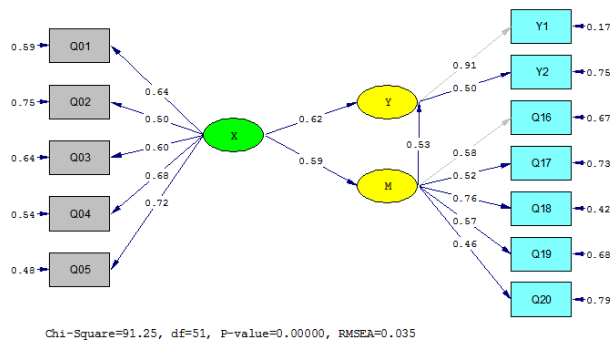 0.59 Q01
0.75 Q02
0.64 Q03
0.54 Q04
0.48 Q05
0.64
0.50
0.60
0.68
0.72
X
0.62
0.59
Y
M
0.53
0.91
0.50
0.58
0.52
0.76
0.57
0.46
Y1 0.17
Y2 0.75
Q16 0.67
Q17 0.73
Q18 0.42
Q19 0.68
Q20 0.79
Chi-Square=91.25, df=51, P-value=0.00000, RMSEA=0.035